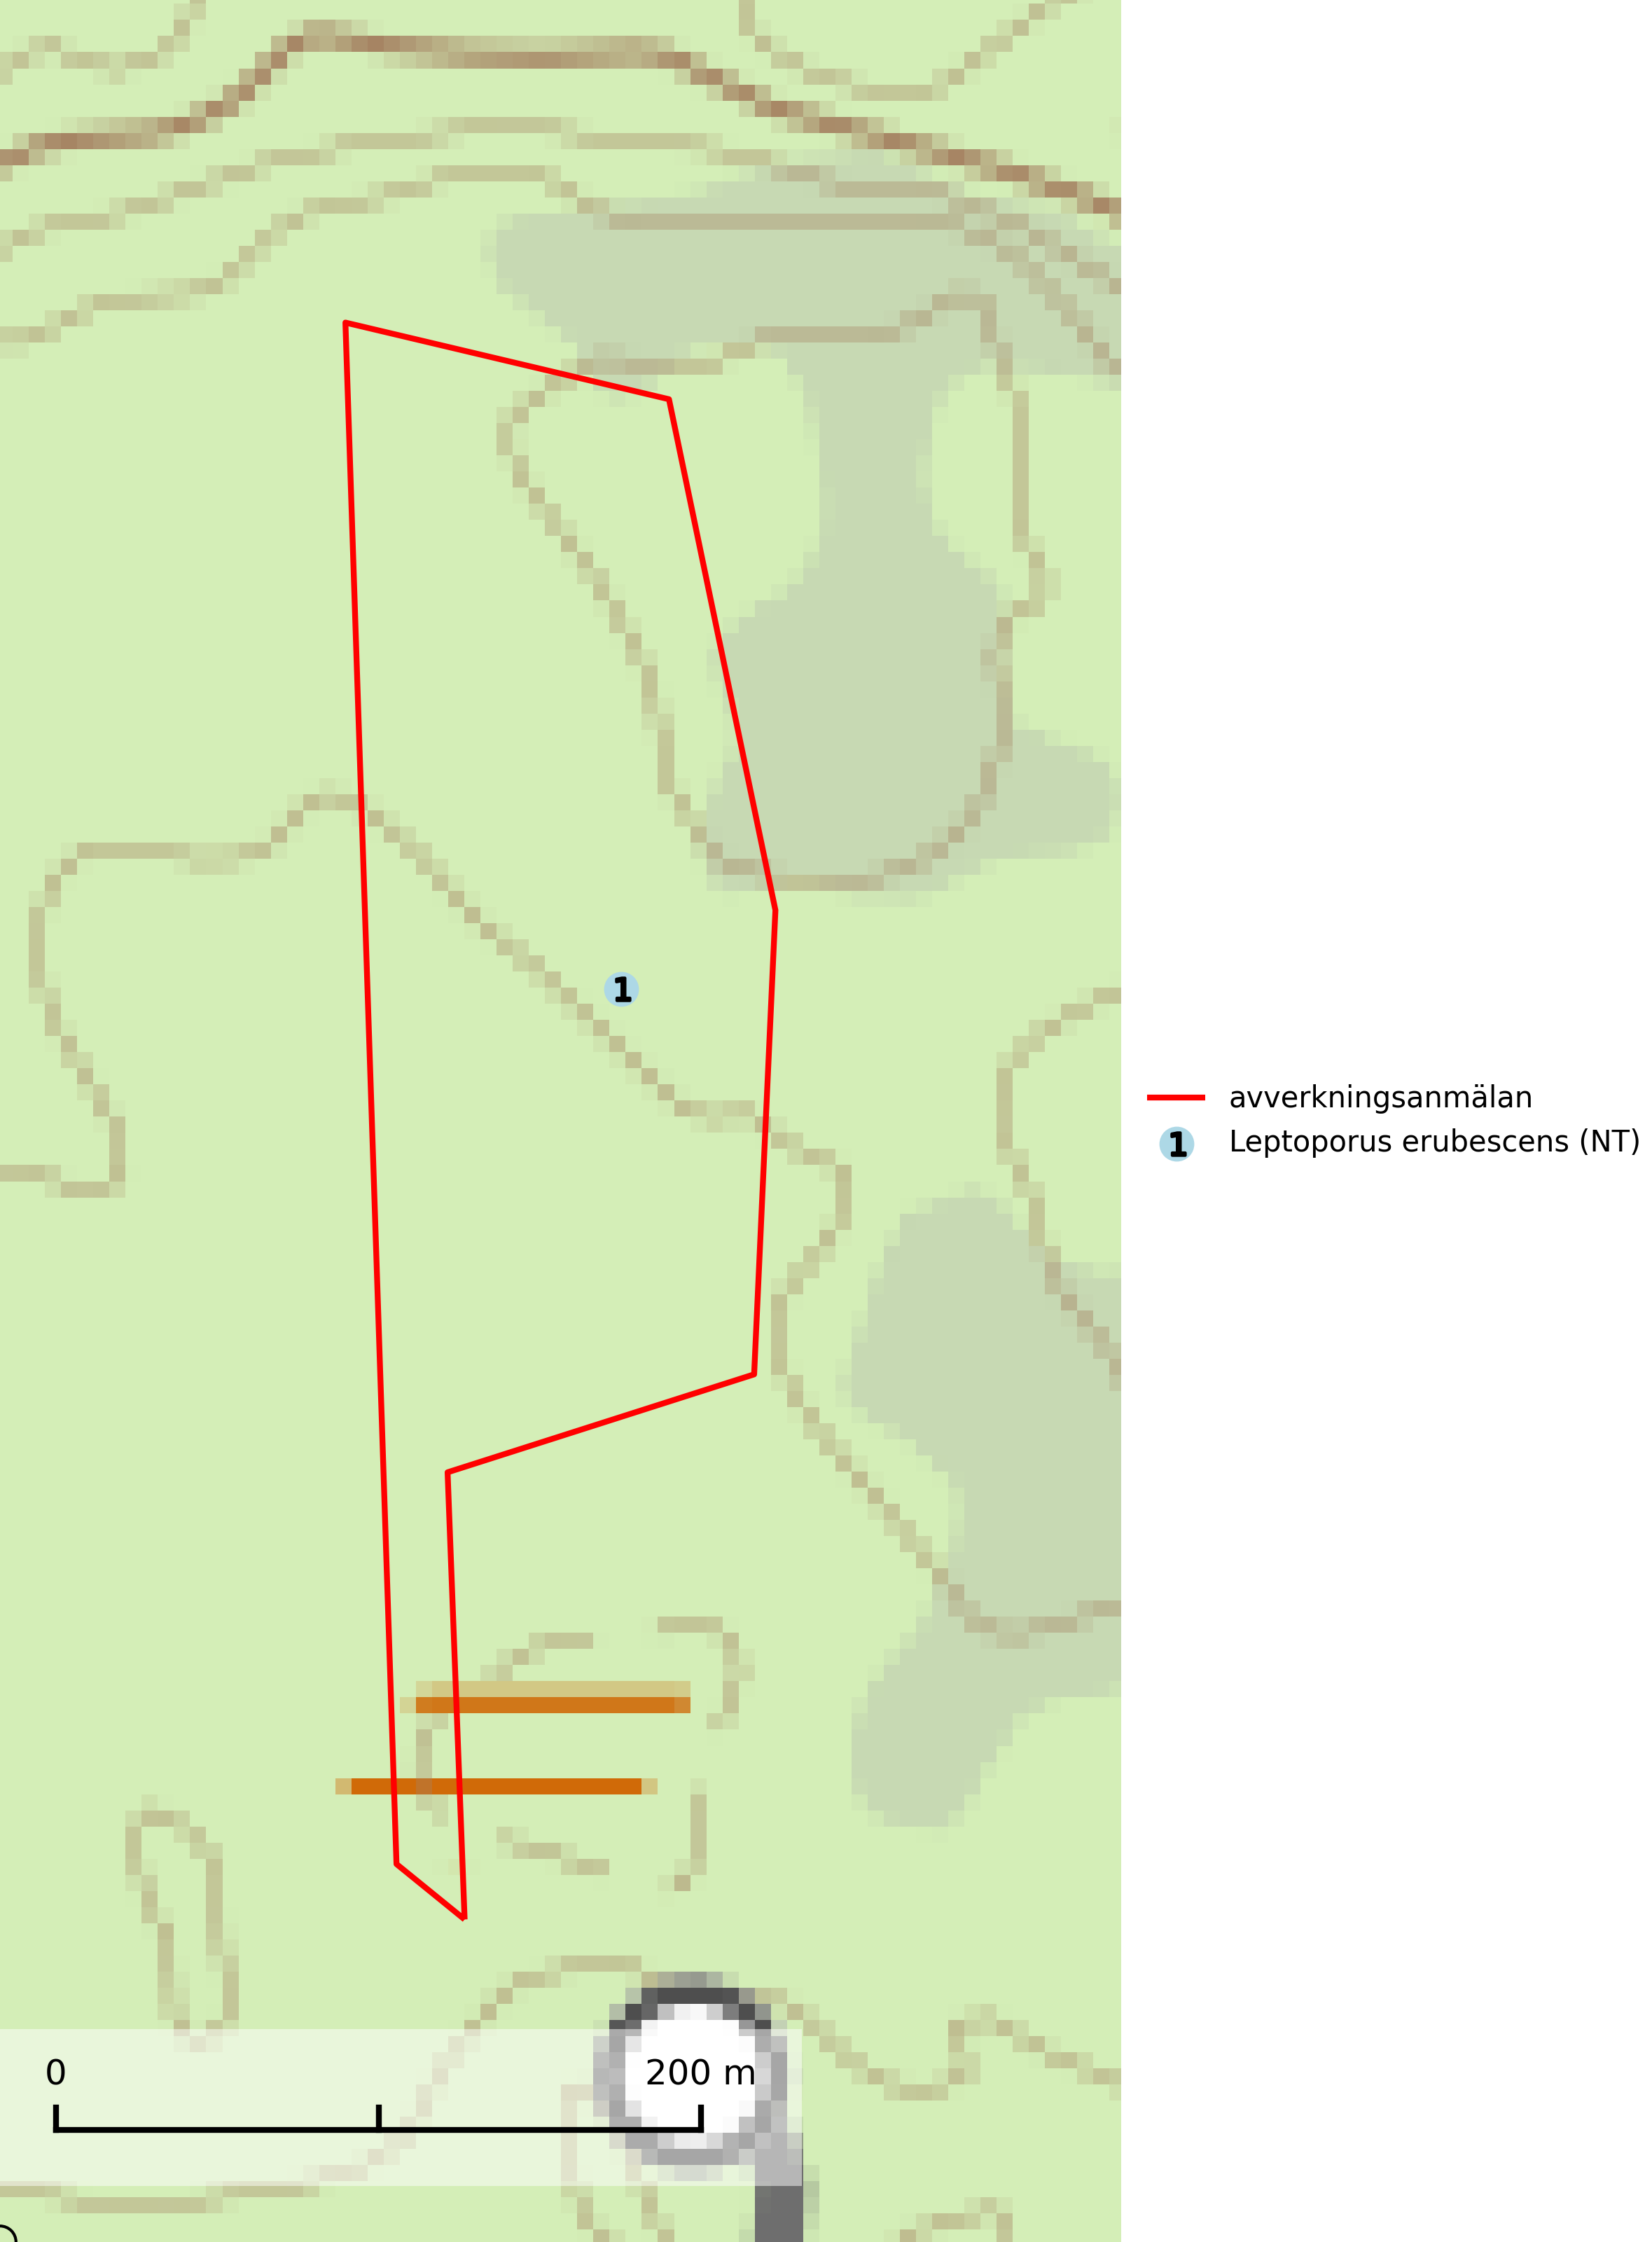 1
avverkningsanmälan
1 Leptoporus erubescens (NT)
0 200 m